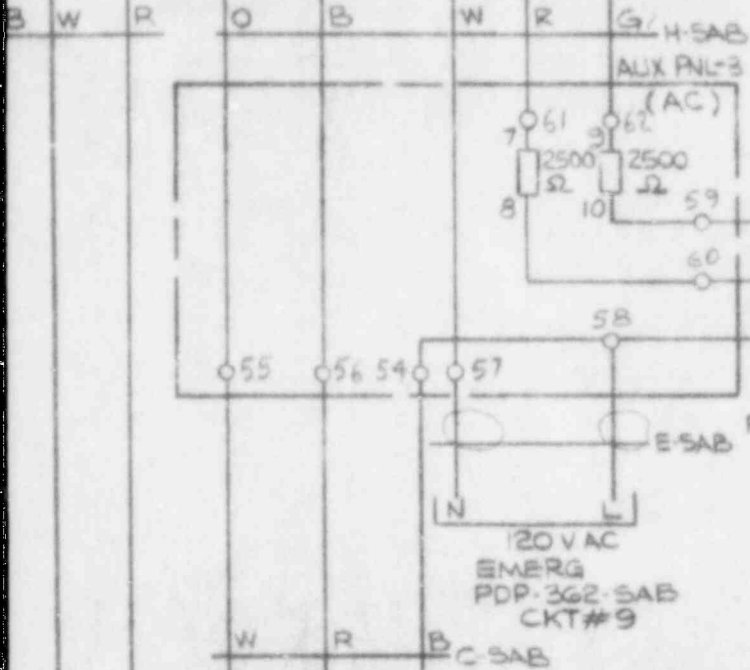 B W R O B W R G H-SAB
AUX PNL-3
(AC)
61 62
7 9
2500 2500
Ω Ω
8 10 59
60
58
55 56 54 57
E-SAB
N L
120 VAC
EMERG
PDP-362-SAB
CKT#9
W R B C-SAB